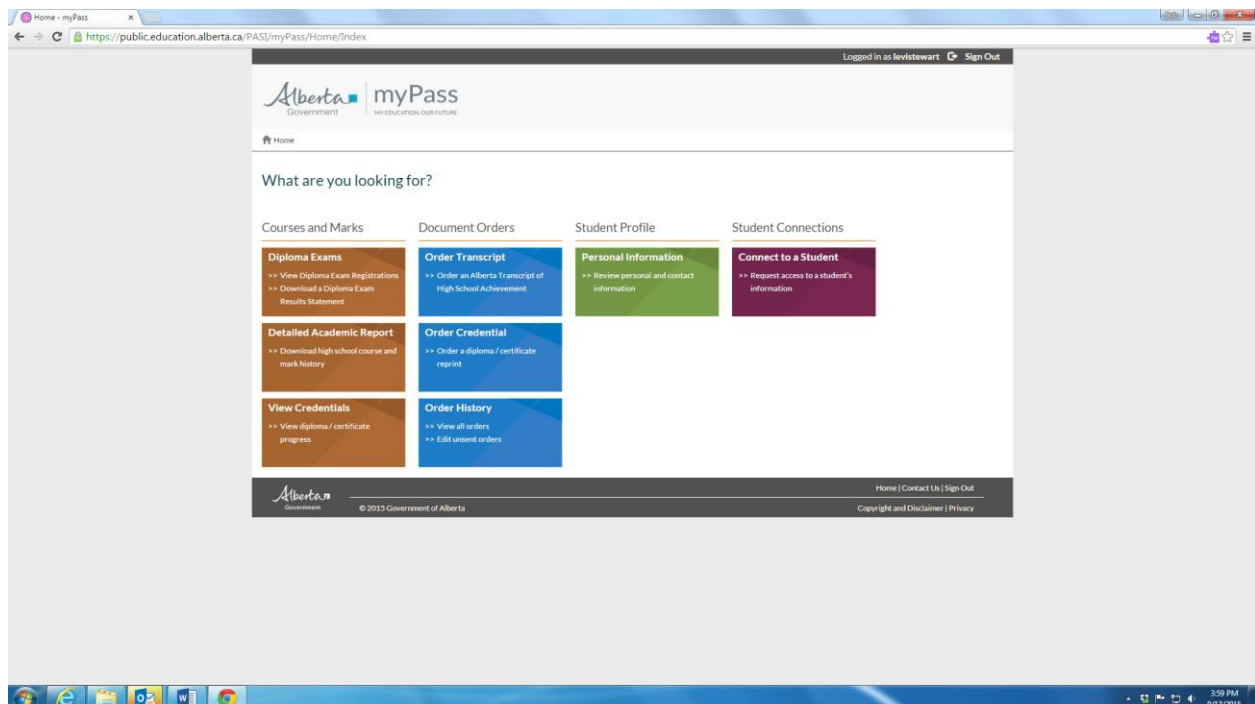 Home - myPass
https://public.education.alberta.ca/PASI/myPass/Home/Index
Logged in as levistewart Sign Out
Alberta Government
myPass
MY EDUCATION. OUR FUTURE
Home
What are you looking for?
Courses and Marks
Diploma Exams
>> View Diploma Exam Registrations
>> Download a Diploma Exam
Results Statement
Detailed Academic Report
>> Download high school course and
mark history
View Credentials
>> View diploma / certificate
progress
Document Orders
Order Transcript
>> Order an Alberta Transcript of
High School Achievement
Order Credential
>> Order a diploma / certificate
reprint
Order History
>> View all orders
>> Edit unsent orders
Student Profile
Personal Information
>> Review personal and contact
information
Student Connections
Connect to a Student
>> Request access to a student's
information
Alberta Government
© 2015 Government of Alberta
Home | Contact Us | Sign Out
Copyright and Disclaimer | Privacy
3:59 PM